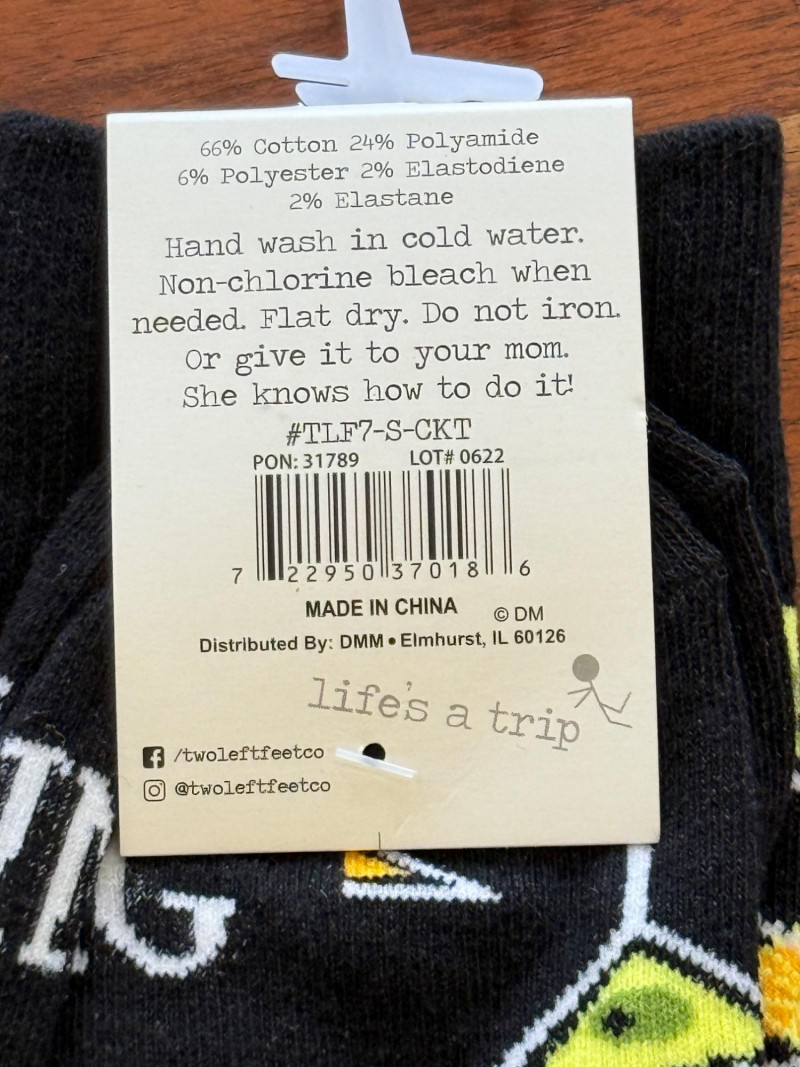 66% Cotton 24% Polyamide
6% Polyester 2% Elastodiene
2% Elastane
Hand wash in cold water.
Non-chlorine bleach when
needed. Flat dry. Do not iron.
Or give it to your mom.
She knows how to do it!
#TLF7-S-CKT
PON: 31789 LOT# 0622
7 22950 37018 6
MADE IN CHINA © DM
Distributed By: DMM • Elmhurst, IL 60126
life's a trip
/twoleftfeetco
@twoleftfeetco